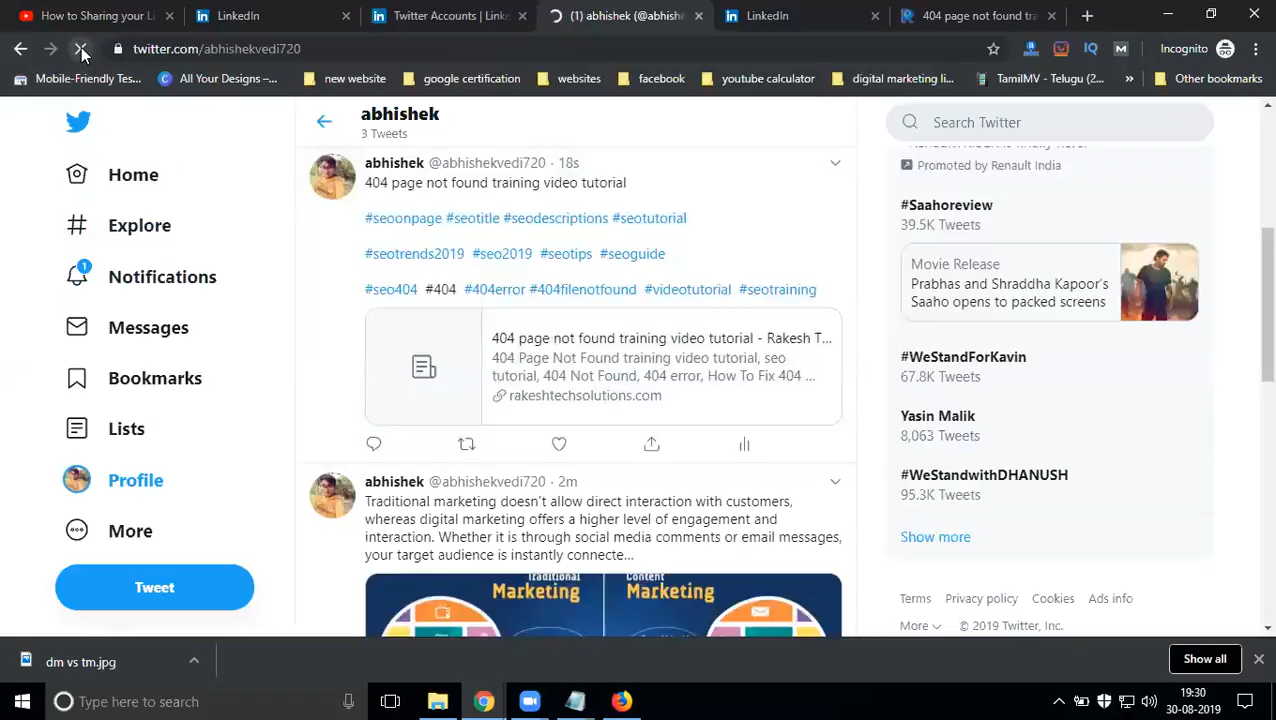 How to Sharing your Li
LinkedIn
Twitter Accounts | Links
(1) abhishek (@abhishe
LinkedIn
404 page not found tra
twitter.com/abhishekvedi720
IQ
M
Incognito
Mobile-Friendly Tes...
All Your Designs –...
new website
google certification
websites
facebook
youtube calculator
digital marketing li...
TamilMV - Telugu (2...
»
Other bookmarks
Home
Explore
1
Notifications
Messages
Bookmarks
Lists
Profile
More
Tweet
abhishek
3 Tweets
abhishek @abhishekvedi720 · 18s
404 page not found training video tutorial
#seoonpage #seotitle #seodescriptions #seotutorial
#seotrends2019 #seo2019 #seotips #seoguide
#seo404 #404 #404error #404filenotfound #videotutorial #seotraining
404 page not found training video tutorial - Rakesh T...
404 Page Not Found training video tutorial, seo
tutorial, 404 Not Found, 404 error, How To Fix 404 ...
rakeshtechsolutions.com
abhishek @abhishekvedi720 · 2m
Traditional marketing doesn't allow direct interaction with customers,
whereas digital marketing offers a higher level of engagement and
interaction. Whether it is through social media comments or email messages,
your target audience is instantly connecte...
Traditional
Marketing
Content
Marketing
Search Twitter
Promoted by Renault India
#Saahoreview
39.5K Tweets
Movie Release
Prabhas and Shraddha Kapoor's
Saaho opens to packed screens
#WeStandForKavin
67.8K Tweets
Yasin Malik
8,063 Tweets
#WeStandwithDHANUSH
95.3K Tweets
Show more
Terms Privacy policy Cookies Ads info
More © 2019 Twitter, Inc.
dm vs tm.jpg
Show all
Type here to search
19:30
30-08-2019